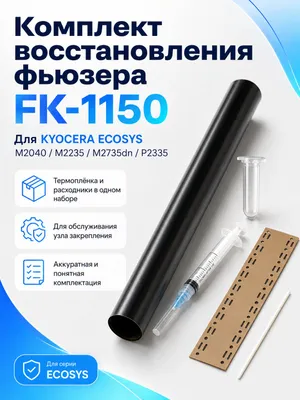 Комплект
восстановления
фьюзера
FK-1150
Для KYOCERA ECOSYS
M2040 / M2235 / M2735dn / P2335
Термоплёнка и
расходники в одном
наборе
Для обслуживания
узла закрепления
Аккуратная и
понятная
комплектация
Для серии
ECOSYS